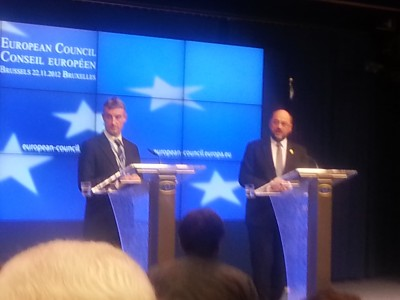 EUROPEAN COUNCIL
CONSEIL EUROPÉEN
BRUSSELS 22.11.2012 BRUXELLES
european-council.
european-council.europa.eu